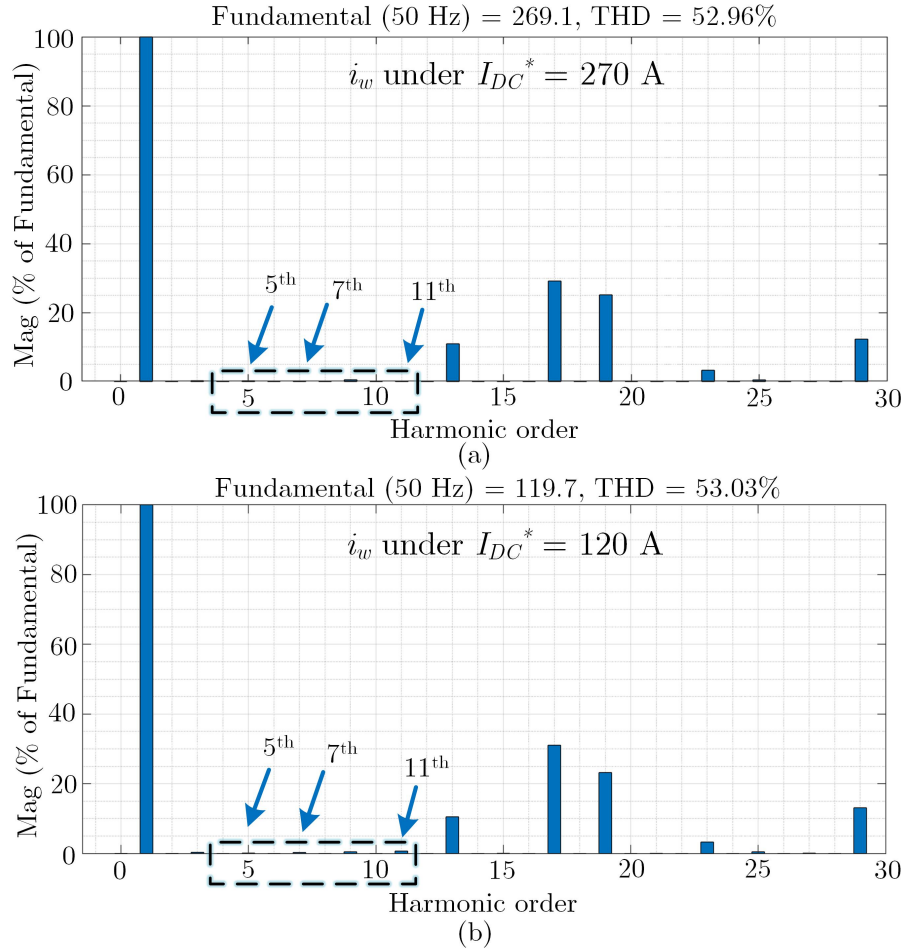 Fundamental (50 Hz) = 269.1, THD = 52.96%
i_w under I_DC* = 270 A
Mag (% of Fundamental)
100
80
60
40
20
0
5th 7th 11th
0 5 10 15 20 25 30
Harmonic order
(a)
Fundamental (50 Hz) = 119.7, THD = 53.03%
i_w under I_DC* = 120 A
Mag (% of Fundamental)
100
80
60
40
20
0
5th 7th 11th
0 5 10 15 20 25 30
Harmonic order
(b)